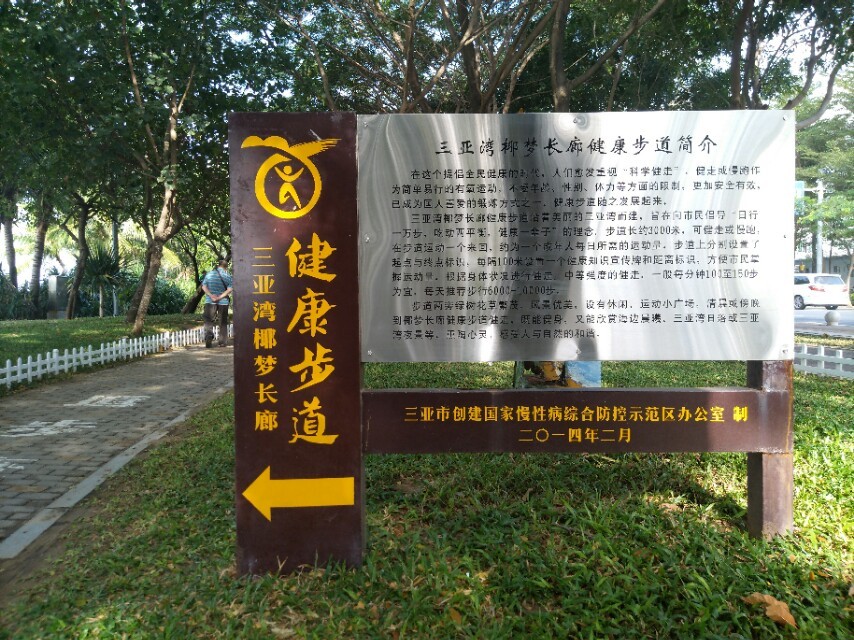 健康步道
三亚湾椰梦长廊
三亚湾椰梦长廊健康步道简介
在这个提倡全民健康的时代，人们愈发重视“科学健走”，健走或慢跑作
为简单易行的有氧运动，不受年龄、性别、体力等方面的限制，更加安全有效，
已成为国人喜爱的锻炼方式之一，健康步道随之发展起来。
三亚湾椰梦长廊健康步道沿着美丽的三亚湾而建，旨在向市民倡导“日行
一万步，吃动两平衡，健康一辈子”的理念。步道长约3000米，可健走或慢跑，
在步道运动一个来回，约为一个成年人每日所需的运动量。步道上分别设置了
起点与终点标识，每隔100米设置一个健康知识宣传牌和距离标识，方便市民掌
握运动量。根据身体状况进行健走，中等强度的健走，一般每分钟100至150步
为宜，每天推荐步行6000-10000步。
步道两旁绿树花草繁茂，风景优美，设有休闲、运动小广场，清晨或傍晚
到椰梦长廊健康步道健走，既能健身，又能欣赏海边晨曦、三亚湾日落或三亚
湾夜景等，陶心灵，人与自然的和谐。
三亚市创建国家慢性病综合防控示范区办公室 制
二〇一四年二月